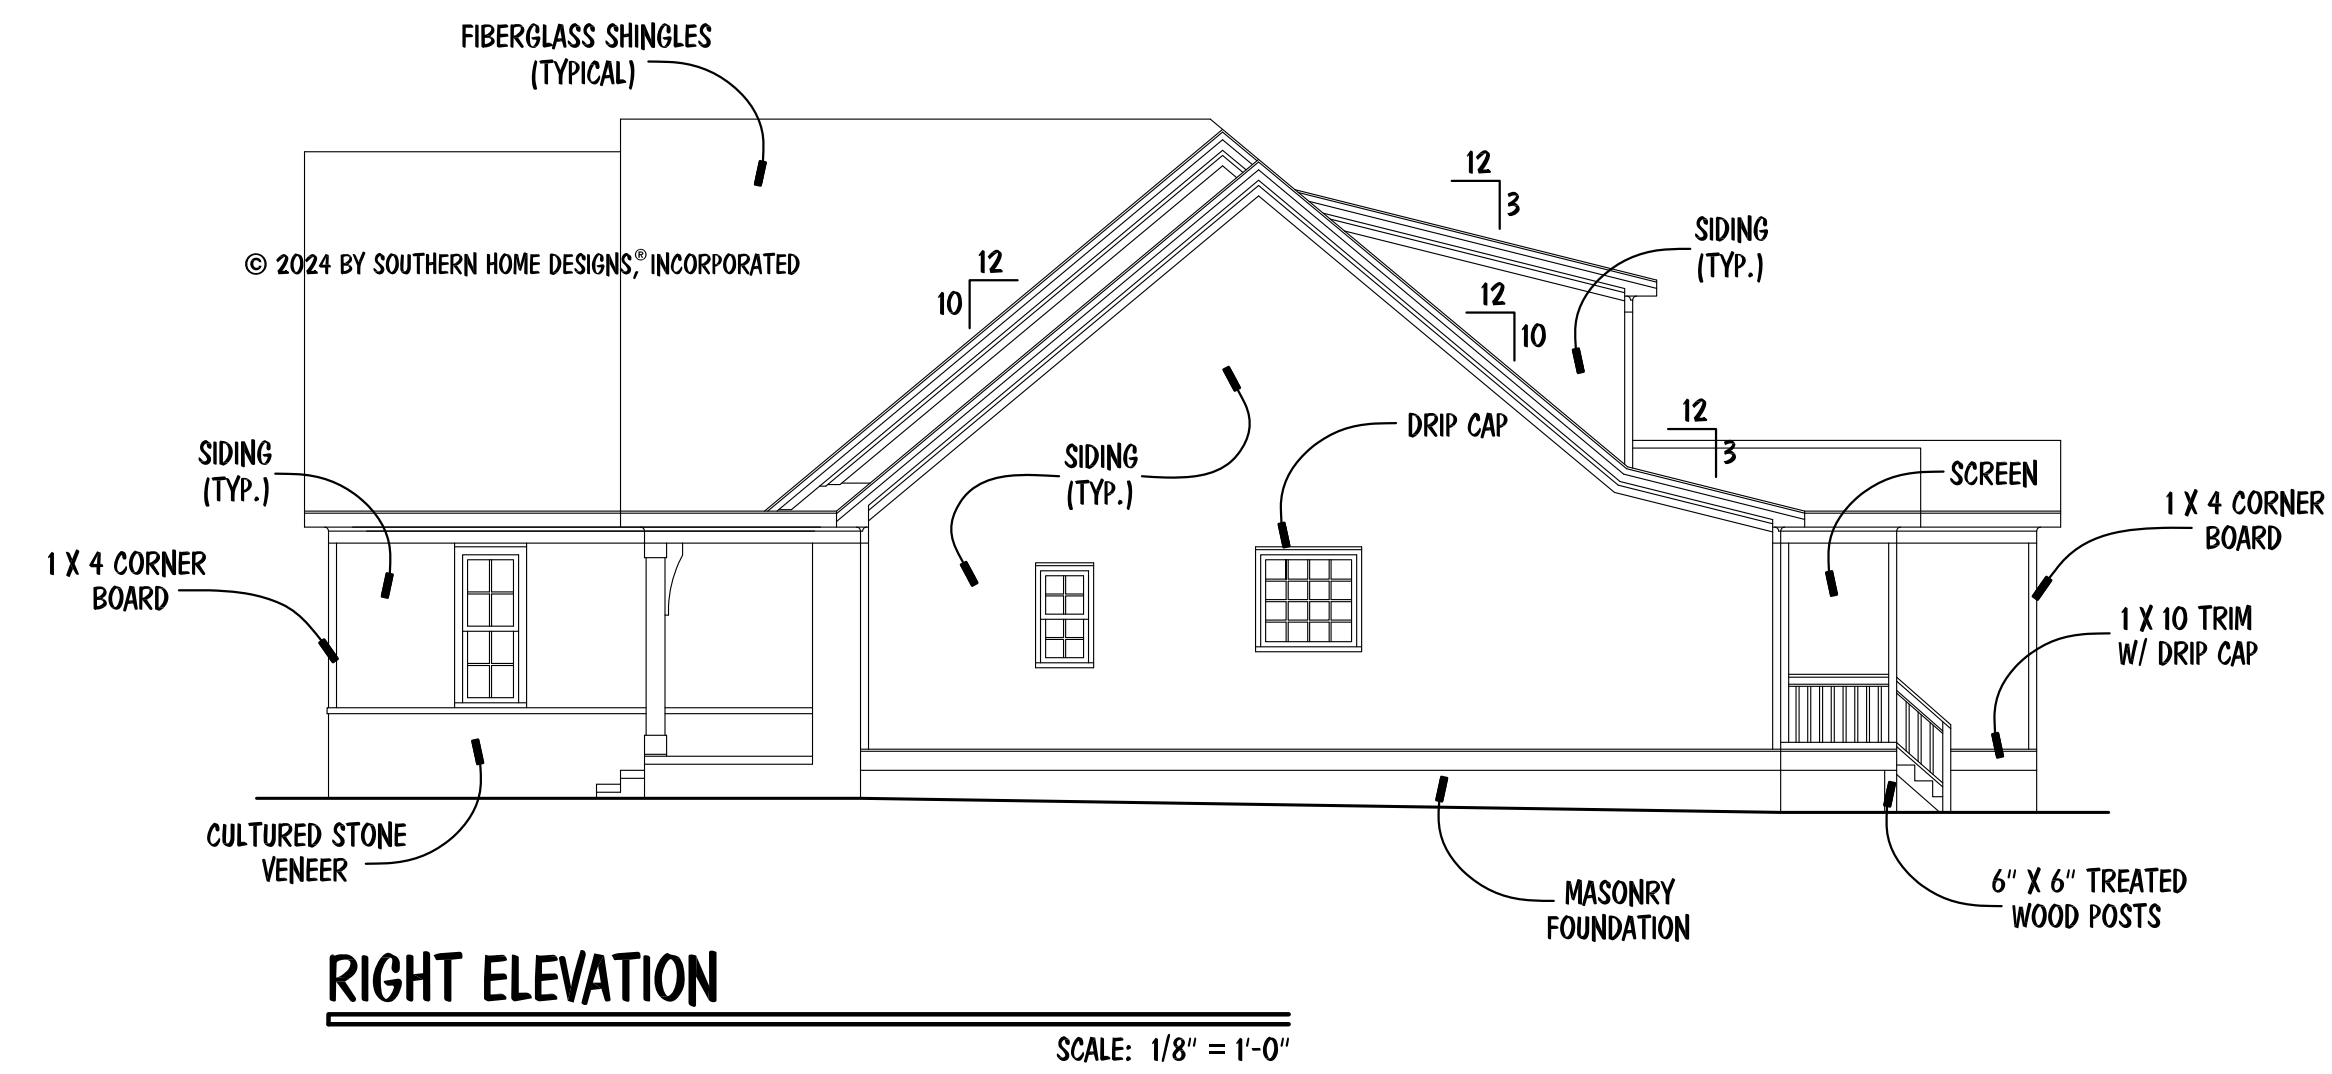 FIBERGLASS SHINGLES
(TYPICAL)
12
3
SIDING
(TYP.)
© 2024 BY SOUTHERN HOME DESIGNS,® INCORPORATED
12
10
12
10
12
3
DRIP CAP
SIDING
(TYP.)
SIDING
(TYP.)
SCREEN
1 X 4 CORNER
BOARD
1 X 4 CORNER
BOARD
1 X 10 TRIM
W/ DRIP CAP
CULTURED STONE
VENEER
MASONRY
FOUNDATION
6" X 6" TREATED
WOOD POSTS
RIGHT ELEVATION
SCALE: 1/8" = 1'-0"